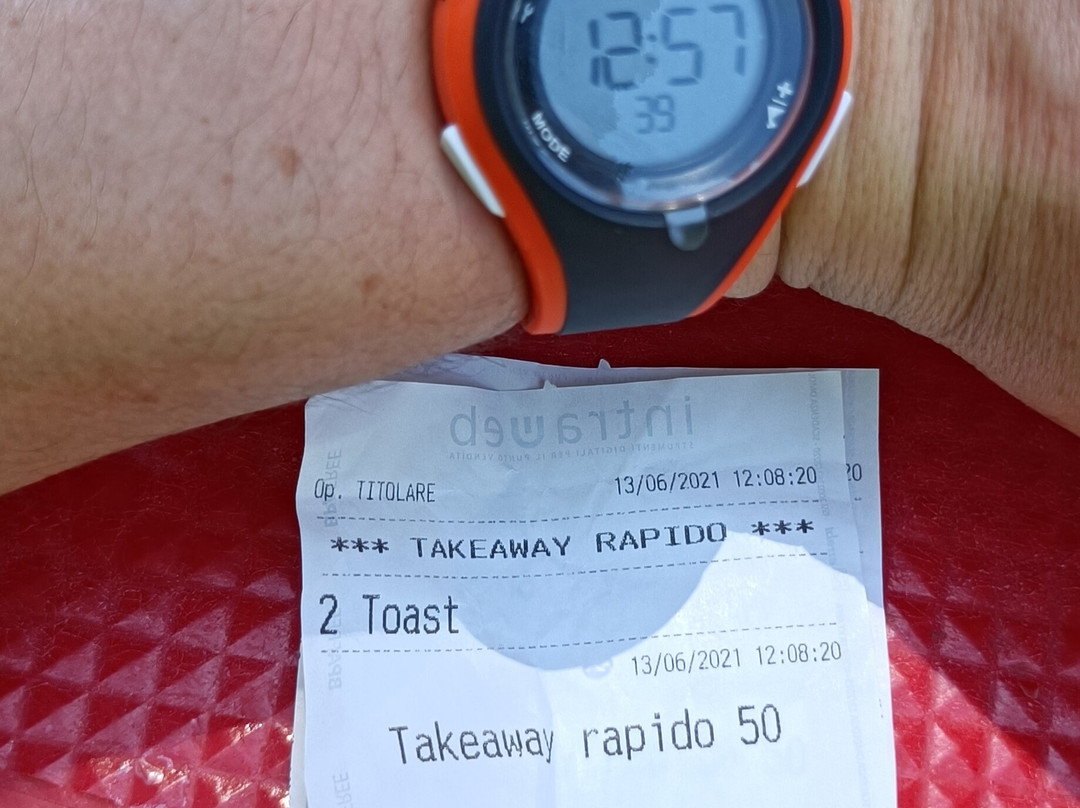 12:57
39
MODE
intraweb
STRUMENTI DIGITALI PER IL PUNTO VENDITA
Op. TITOLARE 13/06/2021 12:08:20
20
*** TAKEAWAY RAPIDO ***
2 Toast
13/06/2021 12:08:20
Takeaway rapido 50